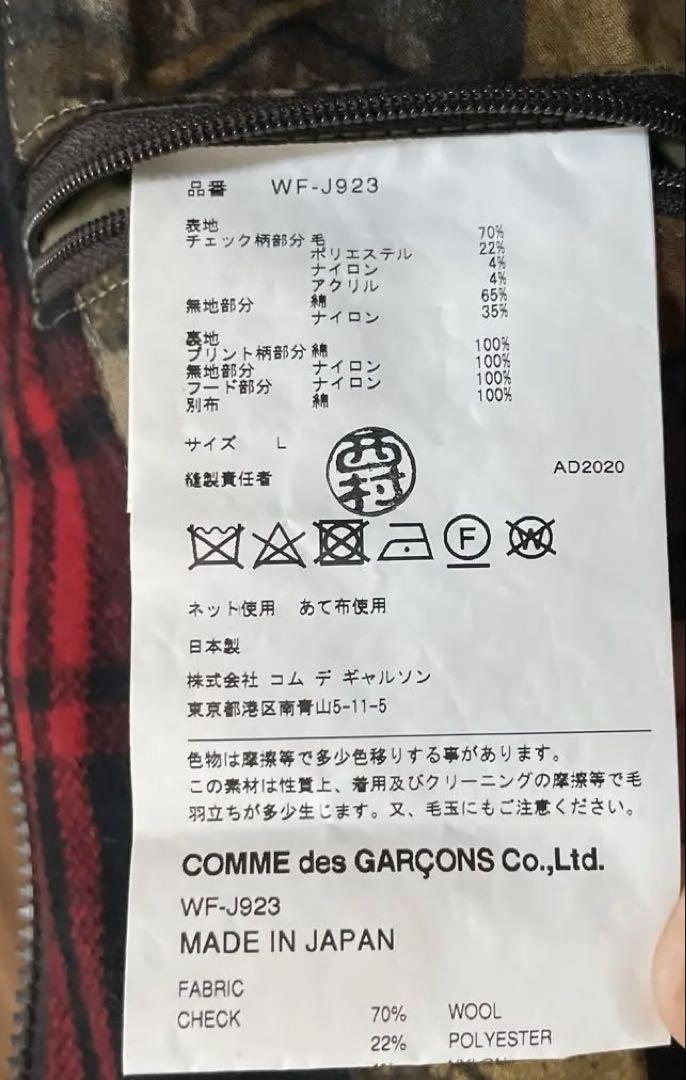 品番 WF-J923
表地
チェック柄部分 毛 70%
ポリエステル 22%
ナイロン 4%
アクリル 4%
無地部分 綿 65%
ナイロン 35%
裏地
プリント柄部分 綿 100%
無地部分 ナイロン 100%
フード部分 ナイロン 100%
別布 綿 100%
サイズ L
西村
縫製責任者 AD2020
F W
ネット使用 あて布使用
日本製
株式会社 コム デ ギャルソン
東京都港区南青山5-11-5
色物は摩擦等で多少色移りする事があります。
この素材は性質上、着用及びクリーニングの摩擦等で毛
羽立ちが多少生じます。又、毛玉にもご注意ください。
COMME des GARÇONS Co.,Ltd.
WF-J923
MADE IN JAPAN
FABRIC
CHECK 70% WOOL
22% POLYESTER